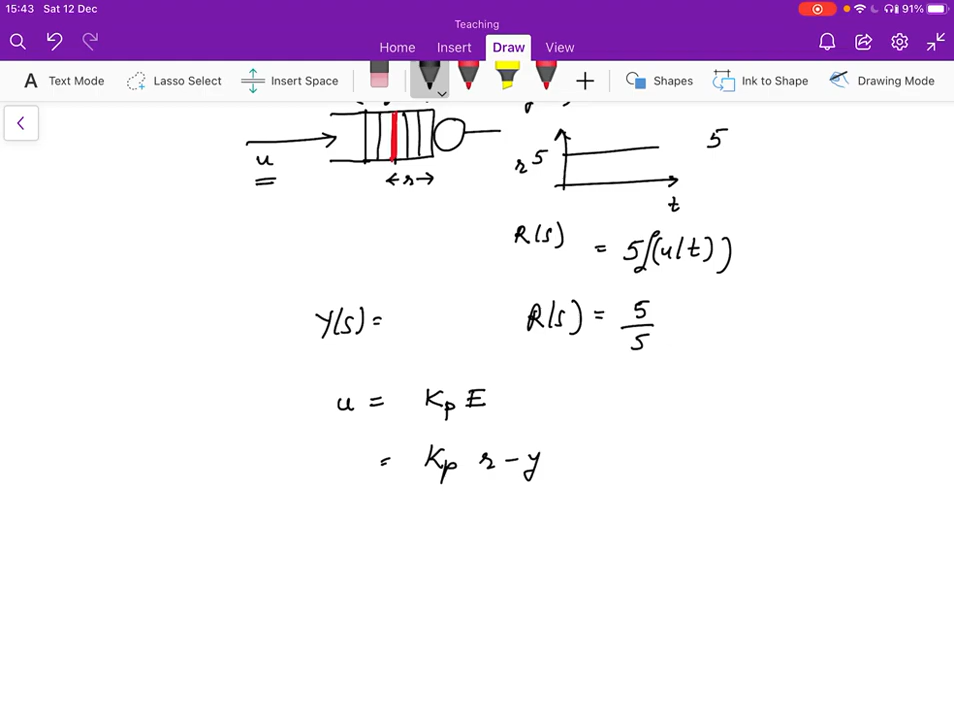 15:43 Sat 12 Dec
91%
Teaching
Home Insert Draw View
A Text Mode Lasso Select Insert Space Shapes Ink to Shape Drawing Mode
u
r
r 5
5
t
R(s) = 5 ℒ(u(t))
Y(s) =
R(s) = 5/s
u = Kp E
= Kp r - y